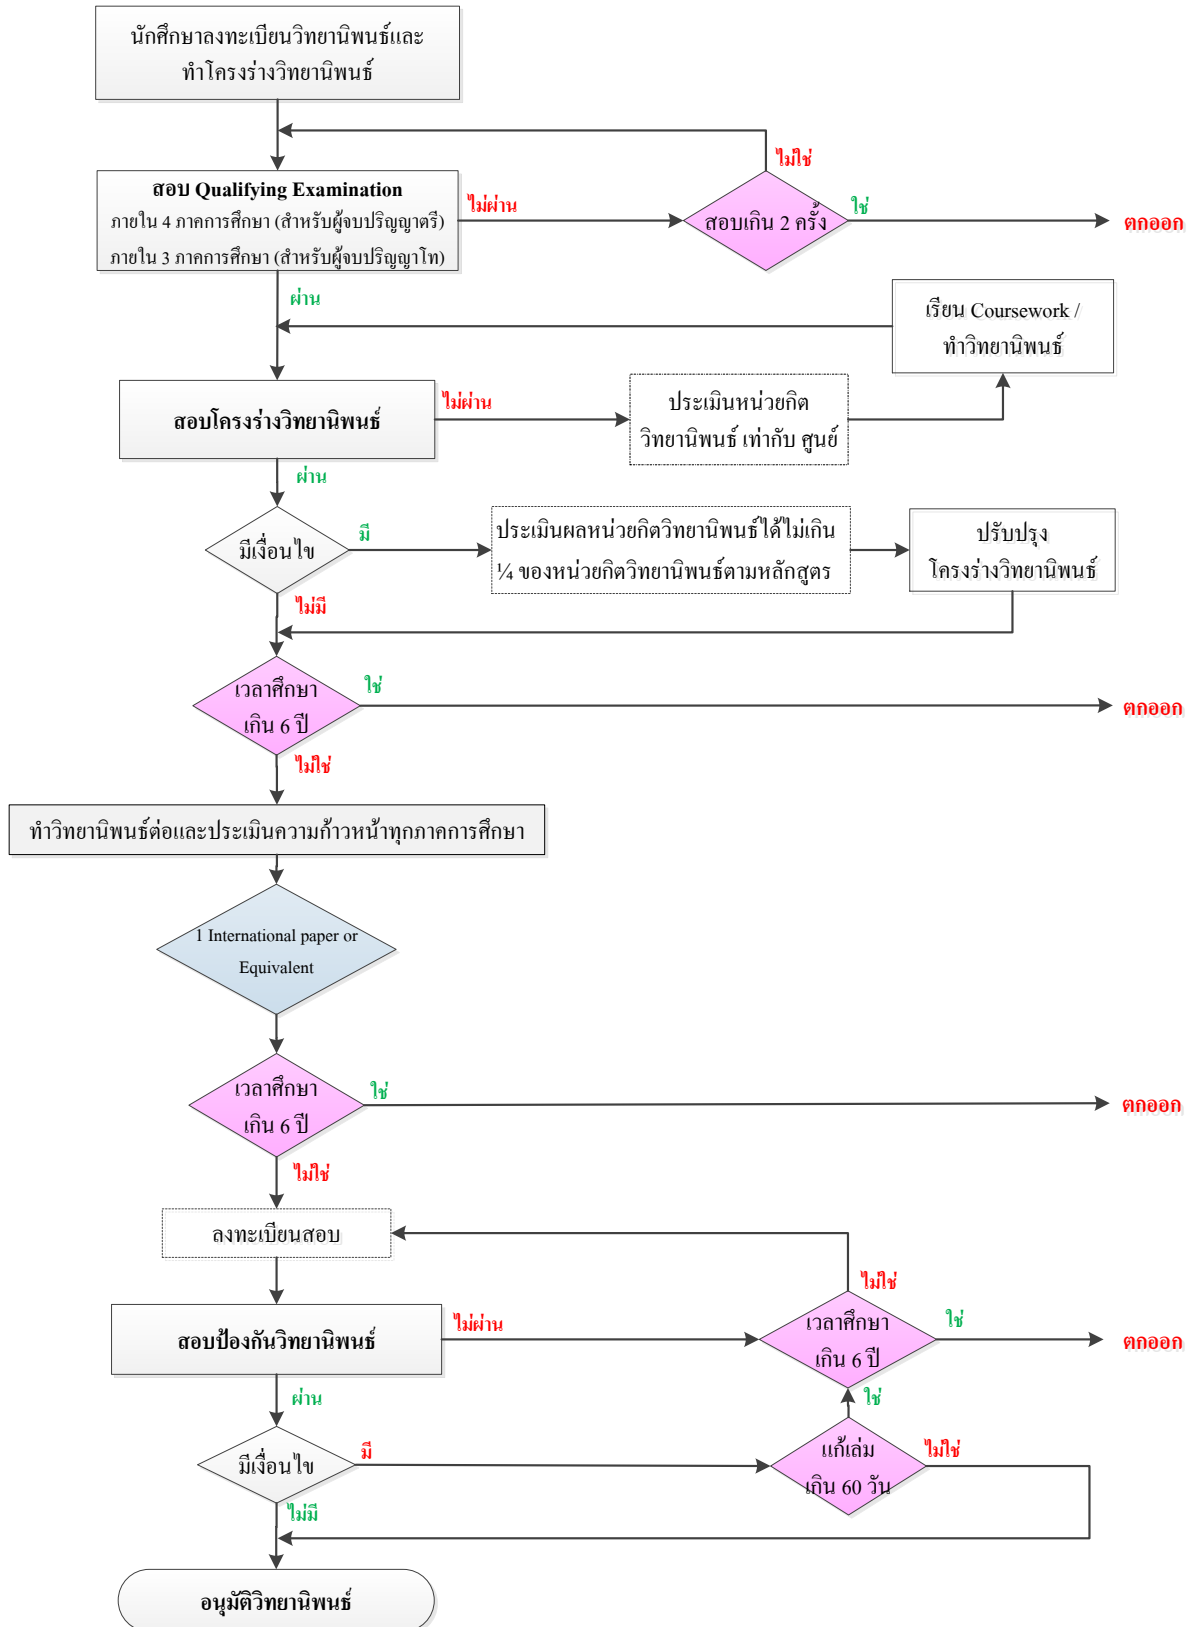 นักศึกษาลงทะเบียนวิทยานิพนธ์และ
ทำโครงร่างวิทยานิพนธ์
ไม่ใช่
สอบ Qualifying Examination
ภายใน 4 ภาคการศึกษา (สำหรับผู้จบปริญญาตรี)
ภายใน 3 ภาคการศึกษา (สำหรับผู้จบปริญญาโท)
ไม่ผ่าน
สอบเกิน 2 ครั้ง
ใช่
ตกออก
ผ่าน
เรียน Coursework /
ทำวิทยานิพนธ์
สอบโครงร่างวิทยานิพนธ์
ไม่ผ่าน
ประเมินหน่วยกิต
วิทยานิพนธ์ เท่ากับ ศูนย์
ผ่าน
มีเงื่อนไข
มี
ประเมินผลหน่วยกิตวิทยานิพนธ์ได้ไม่เกิน
¼ ของหน่วยกิตวิทยานิพนธ์ตามหลักสูตร
ปรับปรุง
โครงร่างวิทยานิพนธ์
ไม่มี
เวลาศึกษา
เกิน 6 ปี
ใช่
ตกออก
ไม่ใช่
ทำวิทยานิพนธ์ต่อและประเมินความก้าวหน้าทุกภาคการศึกษา
1 International paper or
Equivalent
เวลาศึกษา
เกิน 6 ปี
ใช่
ตกออก
ไม่ใช่
ลงทะเบียนสอบ
ไม่ใช่
สอบป้องกันวิทยานิพนธ์
ไม่ผ่าน
เวลาศึกษา
เกิน 6 ปี
ใช่
ตกออก
ผ่าน
ใช่
มีเงื่อนไข
มี
แก้เล่ม
เกิน 60 วัน
ไม่ใช่
ไม่มี
อนุมัติวิทยานิพนธ์